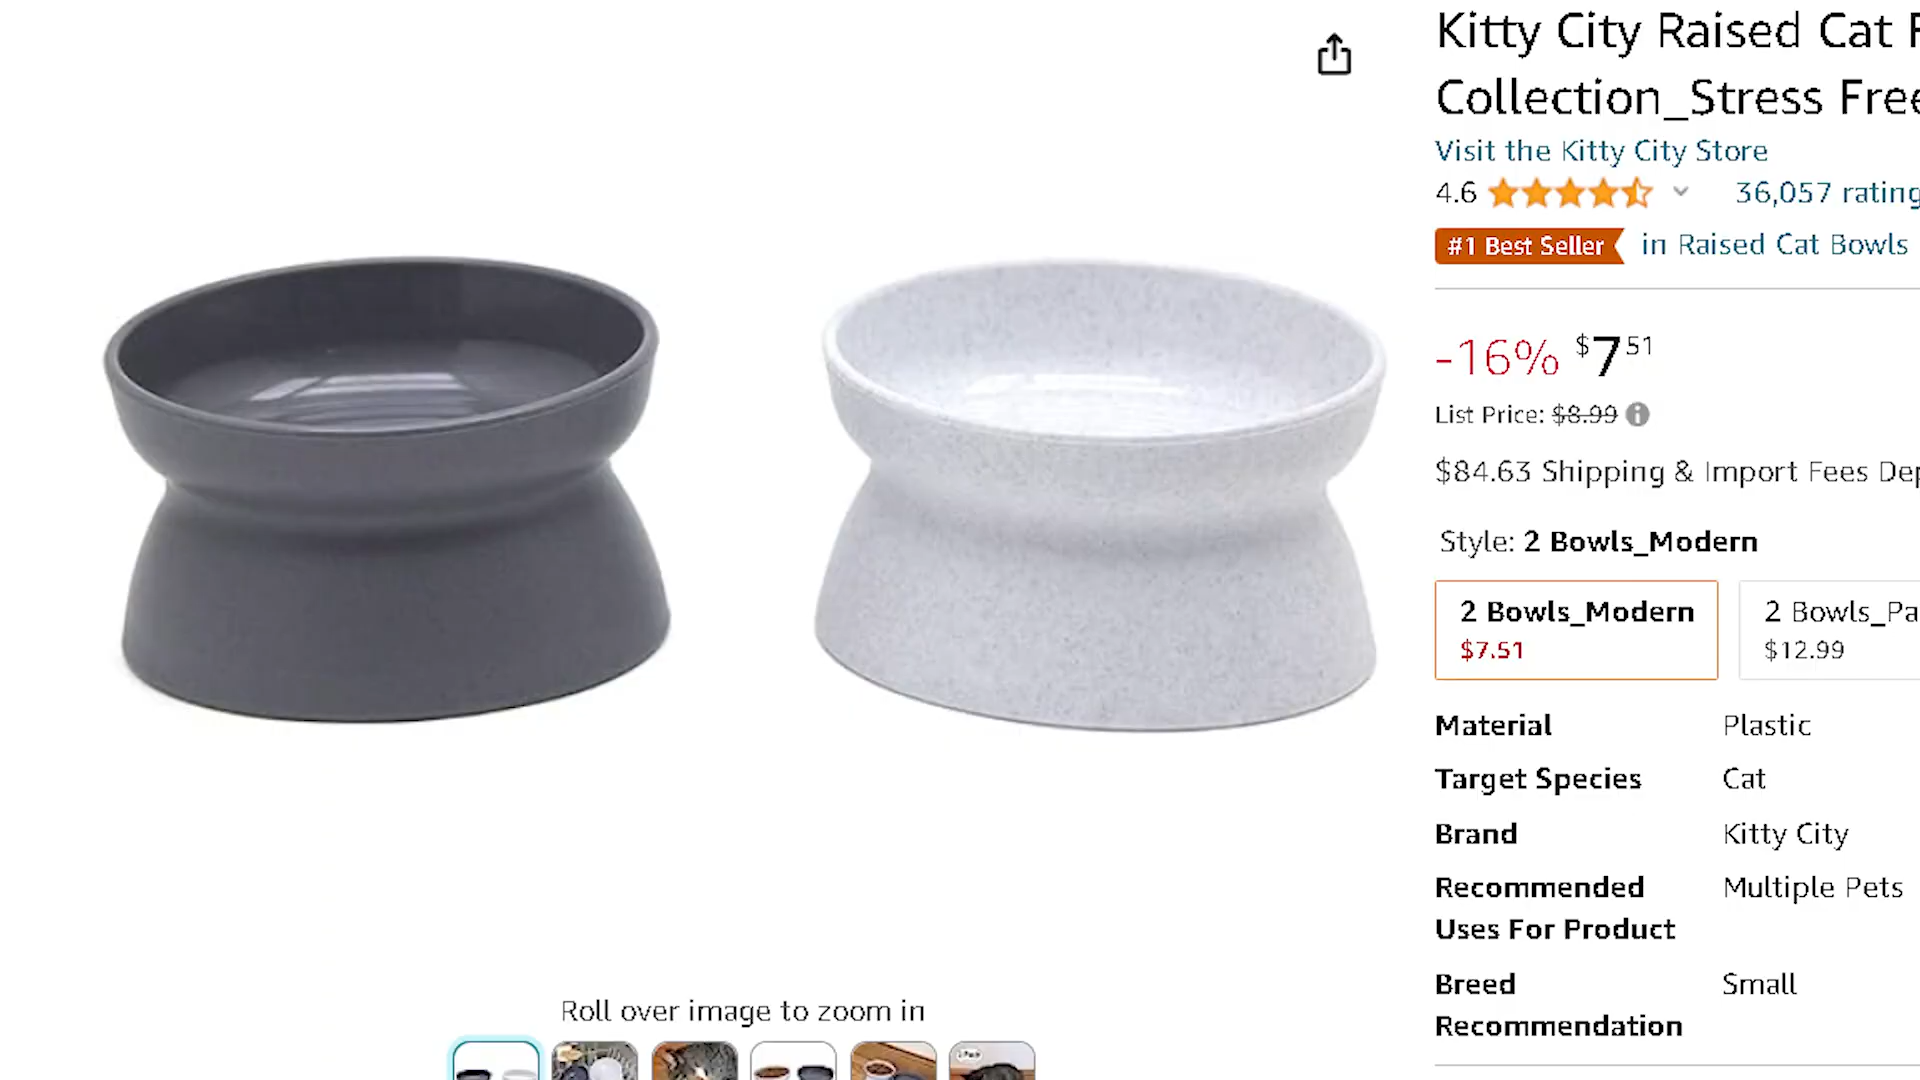 Kitty City Raised Cat
Collection_Stress Free
Visit the Kitty City Store
4.6
36,057 rating
#1 Best Seller in Raised Cat Bowls
-16% $7 51
List Price: $8.99
$84.63 Shipping & Import Fees
Style: 2 Bowls_Modern
2 Bowls_Modern
$7.51
2 Bowls_Pa
$12.99
Material Plastic
Target Species Cat
Brand Kitty City
Recommended Multiple Pets
Uses For Product
Breed Small
Recommendation
Roll over image to zoom in